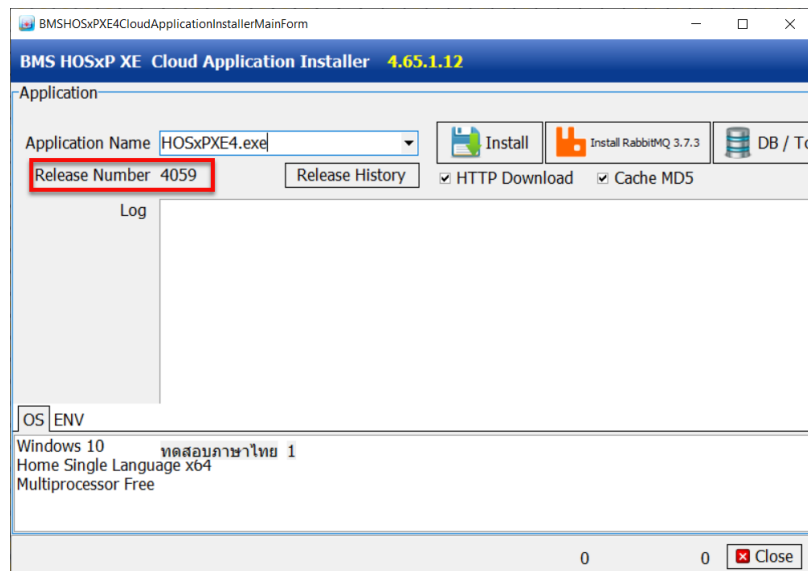 BMSHOSxPXE4CloudApplicationInstallerMainForm
BMS HOSxP XE Cloud Application Installer 4.65.1.12
Application
Application Name HOSxPXE4.exe Install Install RabbitMQ 3.7.3 DB / To
Release Number 4059 Release History HTTP Download Cache MD5
Log
OS ENV
Windows 10 ทดสอบภาษาไทย 1
Home Single Language x64
Multiprocessor Free
0 0 Close